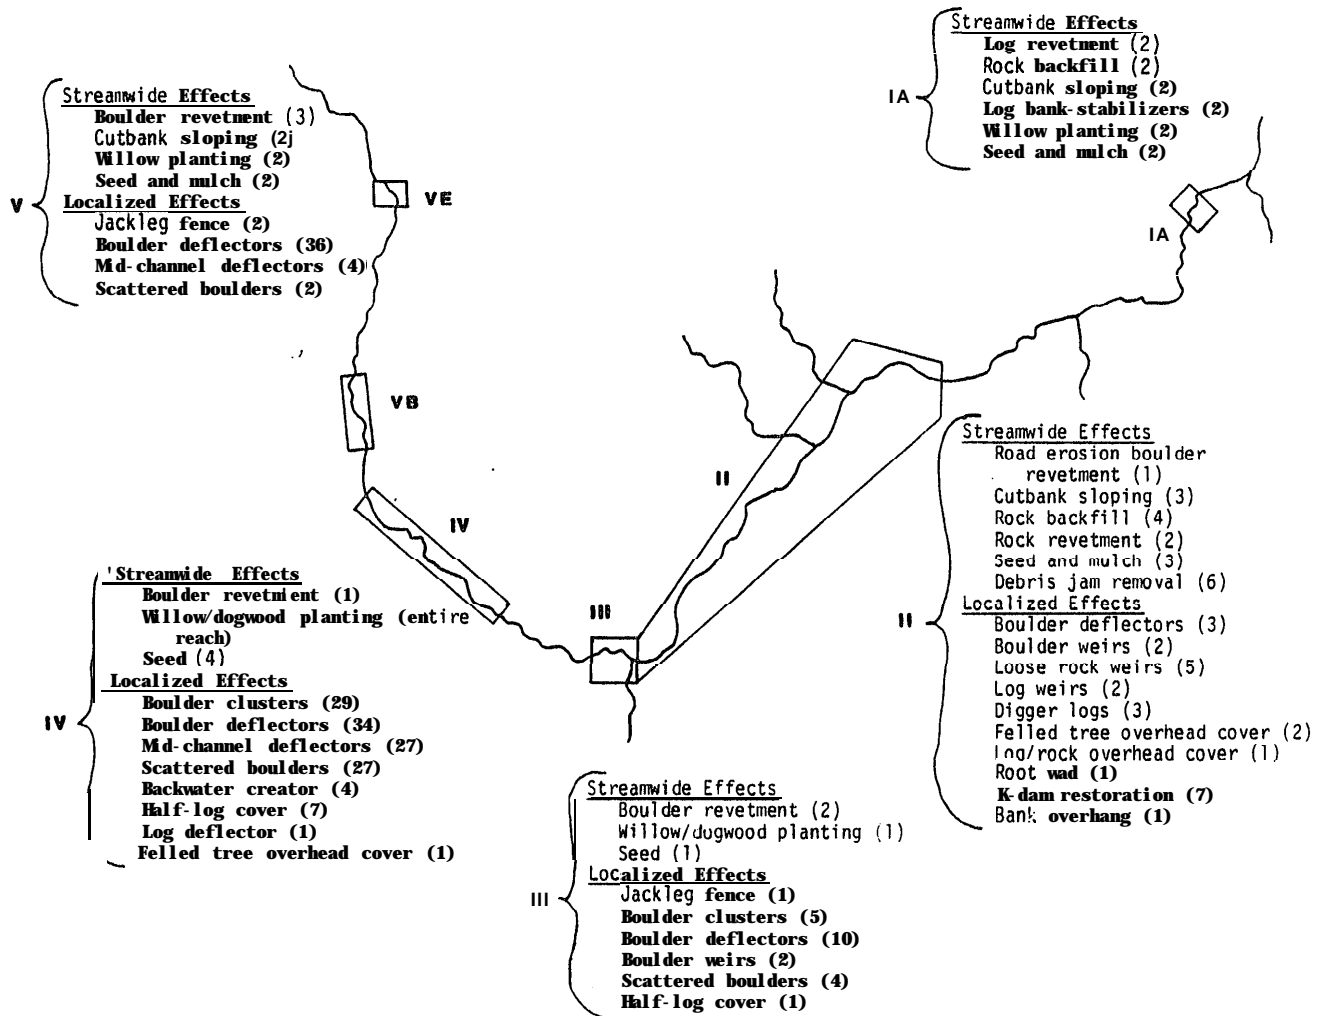 Streamwide Effects
Log revetment (2)
Rock backfill (2)
Cutbank sloping (2)
Log bank-stabilizers (2)
Willow planting (2)
Seed and mulch (2)
IA
Streamwide Effects
Boulder revetment (3)
Cutbank sloping (2j
Willow planting (2)
Seed and mulch (2)
Localized Effects
Jackleg fence (2)
Boulder deflectors (36)
Mid-channel deflectors (4)
Scattered boulders (2)
V
VE
IA
VB
II
IV
III
Streamwide Effects
Road erosion boulder
revetment (1)
Cutbank sloping (3)
Rock backfill (4)
Rock revetment (2)
Seed and mulch (3)
Debris jam removal (6)
Localized Effects
Boulder deflectors (3)
Boulder weirs (2)
Loose rock weirs (5)
Log weirs (2)
Digger logs (3)
Felled tree overhead cover (2)
Log/rock overhead cover (1)
Root wad (1)
K-dam restoration (7)
Bank overhang (1)
II
'Streamwide Effects
Boulder revetment (1)
Willow/dogwood planting (entire
reach)
Seed (4)
Localized Effects
Boulder clusters (29)
Boulder deflectors (34)
Mid-channel deflectors (27)
Scattered boulders (27)
Backwater creator (4)
Half-log cover (7)
Log deflector (1)
Felled tree overhead cover (1)
IV
Streamwide Effects
Boulder revetment (2)
Willow/dogwood planting (1)
Seed (1)
Localized Effects
Jackleg fence (1)
Boulder clusters (5)
Boulder deflectors (10)
Boulder weirs (2)
Scattered boulders (4)
Half-log cover (1)
III